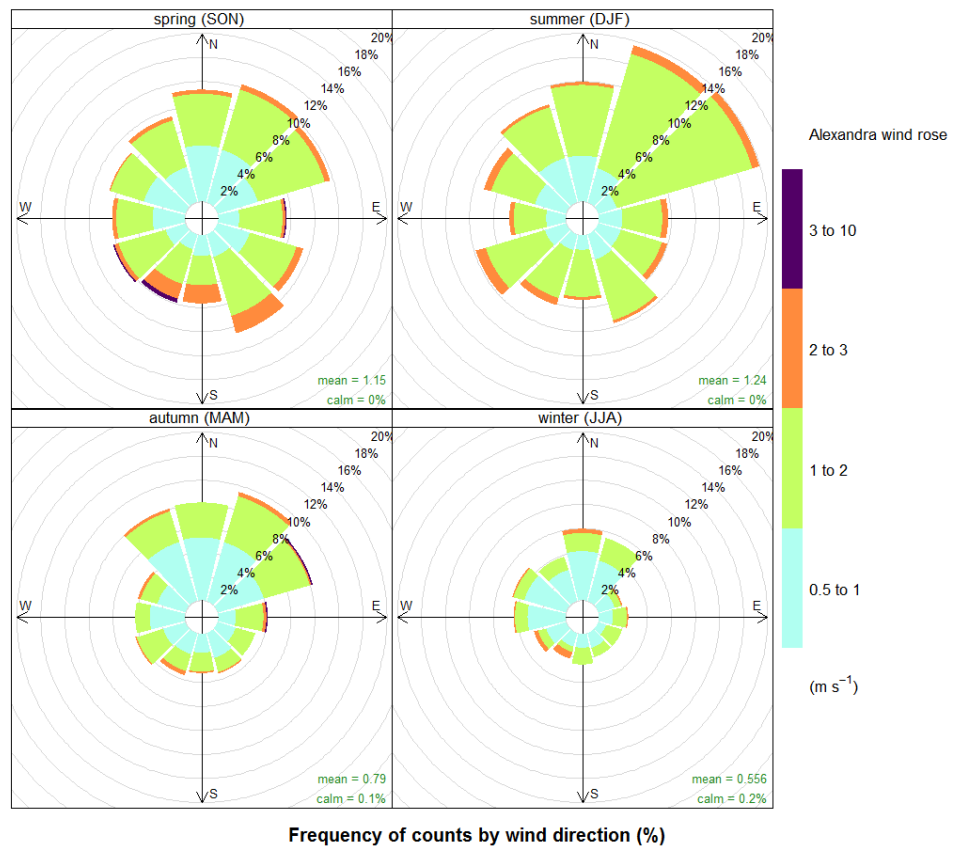 spring (SON)
N
W
E
S
2%
4%
6%
8%
10%
12%
14%
16%
18%
20%
mean = 1.15
calm = 0%
summer (DJF)
N
W
E
S
2%
4%
6%
8%
10%
12%
14%
16%
18%
20%
mean = 1.24
calm = 0%
autumn (MAM)
N
W
E
S
2%
4%
6%
8%
10%
12%
14%
16%
18%
20%
mean = 0.79
calm = 0.1%
winter (JJA)
N
W
E
S
2%
4%
6%
8%
10%
12%
14%
16%
18%
20%
mean = 0.556
calm = 0.2%
Alexandra wind rose
3 to 10
2 to 3
1 to 2
0.5 to 1
(m s⁻¹)
Frequency of counts by wind direction (%)